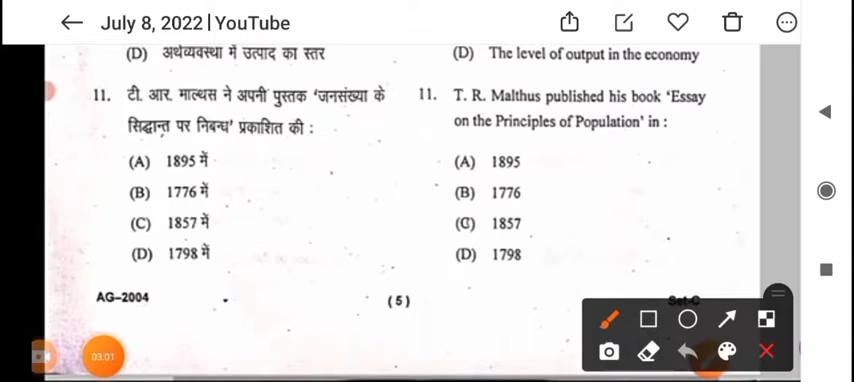 July 8, 2022 | YouTube
(D) अर्थव्यवस्था में उत्पाद का स्तर
(D) The level of output in the economy
11. टी. आर. माल्थस ने अपनी पुस्तक 'जनसंख्या के
सिद्धान्त पर निबन्ध' प्रकाशित की :
(A) 1895 में
(B) 1776 में
(C) 1857 में
(D) 1798 में
11. T. R. Malthus published his book 'Essay
on the Principles of Population' in :
(A) 1895
(B) 1776
(C) 1857
(D) 1798
AG-2004
(5)
Set-C
03:01